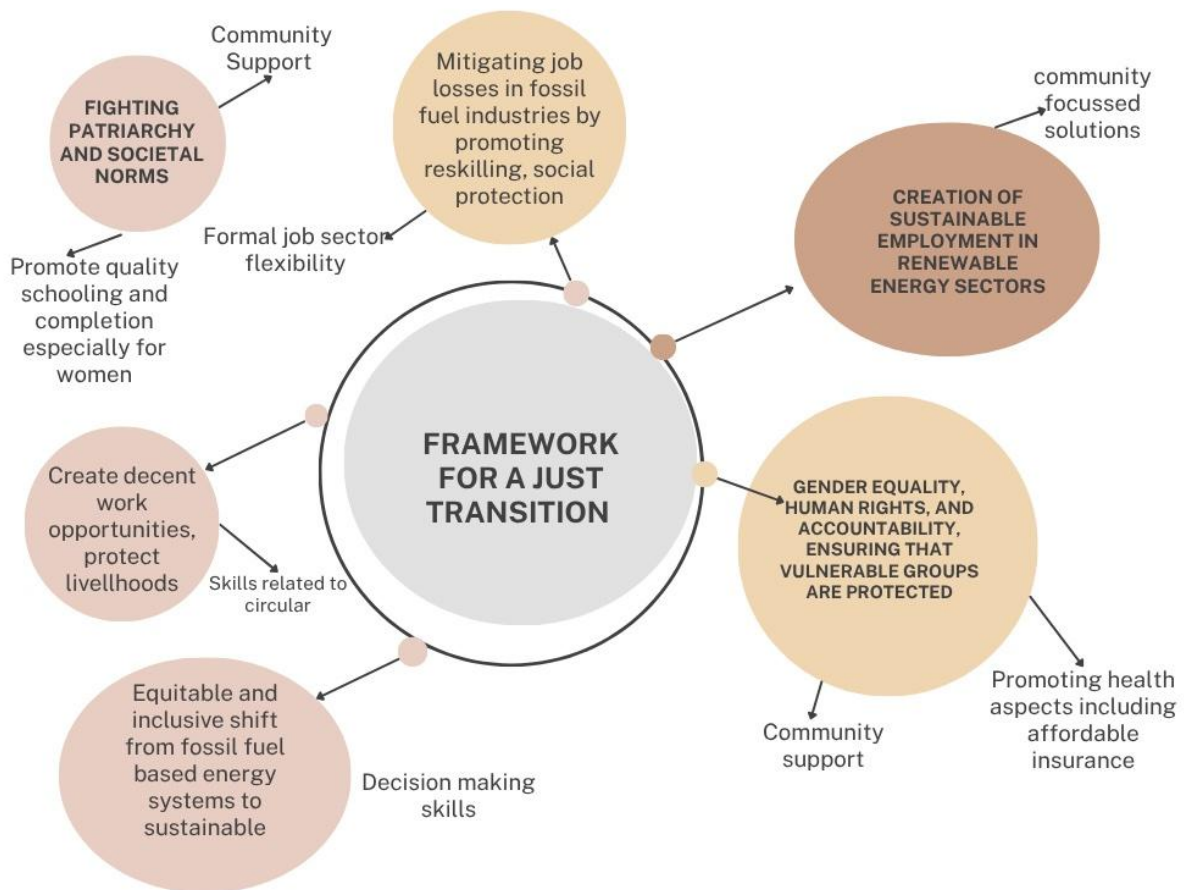 Community
Support
FIGHTING
PATRIARCHY
AND SOCIETAL
NORMS
Promote quality
schooling and
completion
especially for
women
Mitigating job
losses in fossil
fuel industries by
promoting
reskilling, social
protection
Formal job sector
flexibility
community
focussed
solutions
CREATION OF
SUSTAINABLE
EMPLOYMENT IN
RENEWABLE
ENERGY SECTORS
FRAMEWORK
FOR A JUST
TRANSITION
Create decent
work
opportunities,
protect
livelihoods
Skills related to
circular
GENDER EQUALITY,
HUMAN RIGHTS, AND
ACCOUNTABILITY,
ENSURING THAT
VULNERABLE GROUPS
ARE PROTECTED
Promoting health
aspects including
affordable
insurance
Community
support
Equitable and
inclusive shift
from fossil fuel
based energy
systems to
sustainable
Decision making
skills